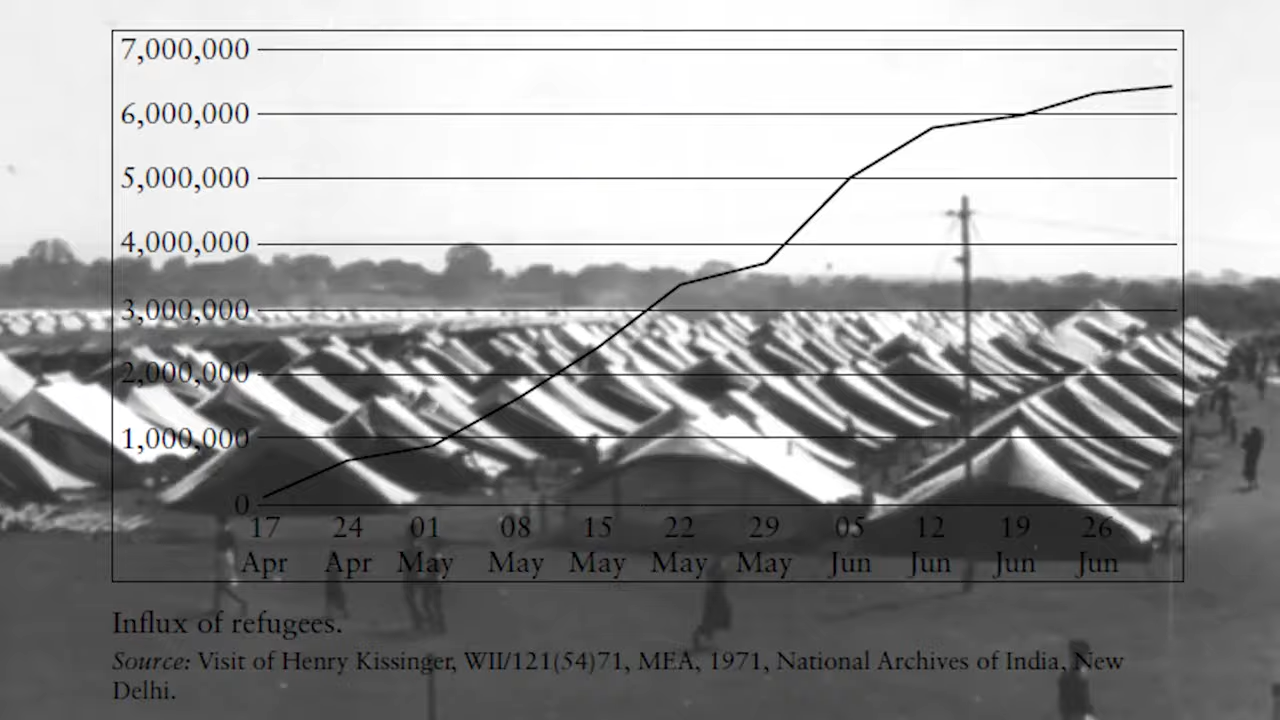 7,000,000
6,000,000
5,000,000
4,000,000
3,000,000
2,000,000
1,000,000
0
17 24 01 08 15 22 29 05 12 19 26
Apr Apr May May May May May Jun Jun Jun Jun
Influx of refugees.
Source: Visit of Henry Kissinger, WII/121(54)71, MEA, 1971, National Archives of India, New
Delhi.